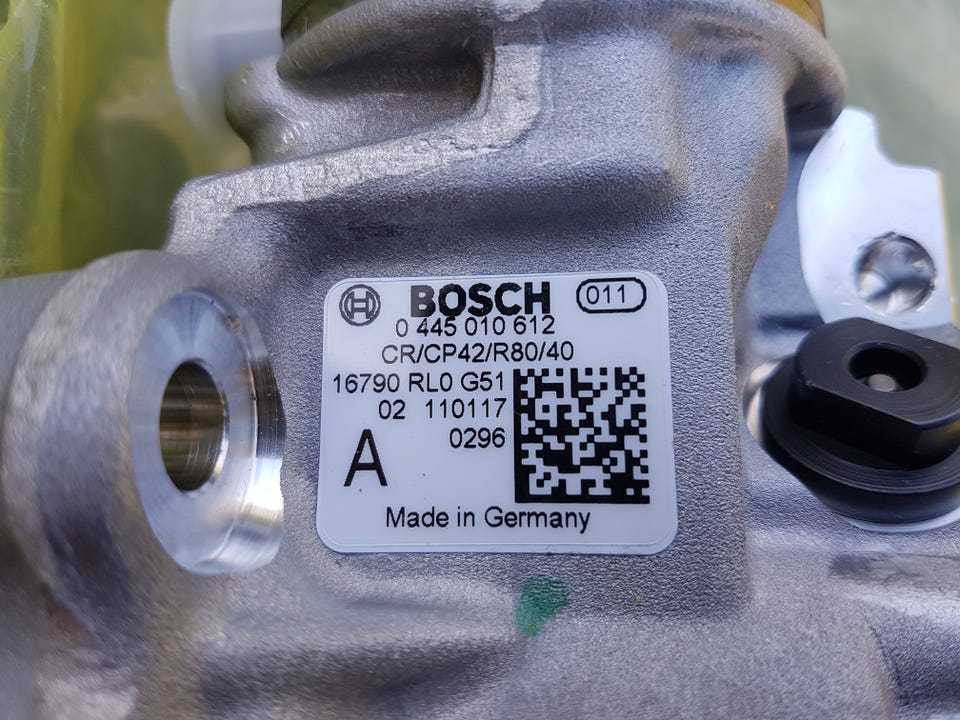 BOSCH 011
0 445 010 612
CR/CP42/R80/40
16790 RL0 G51
02 110117
0296
A
Made in Germany